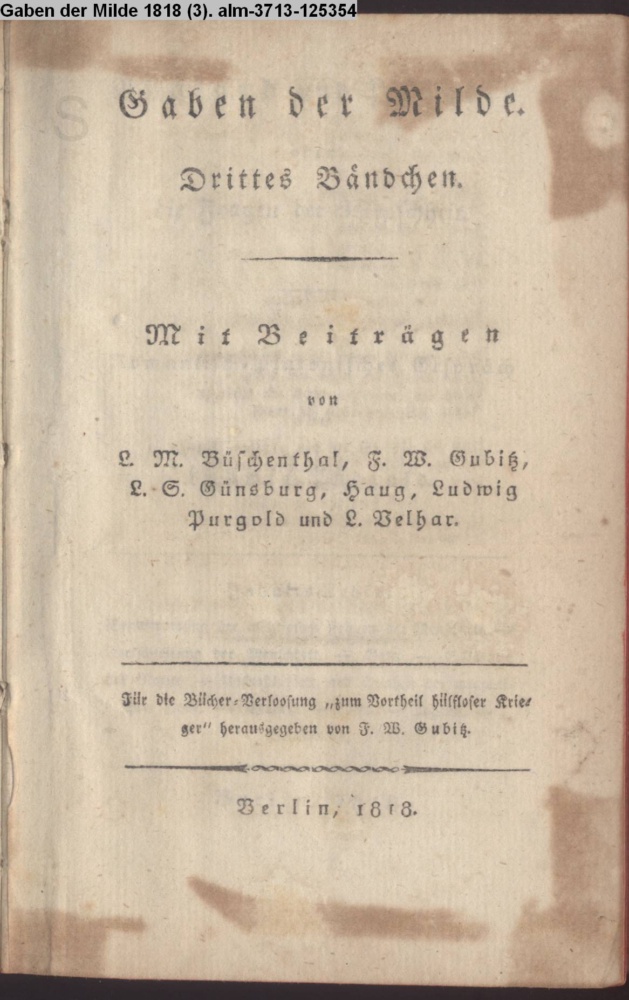 Gaben der Milde 1818 (3). alm-3713-125354
Gaben der Milde.
Drittes Bändchen.
Mit Beiträgen
von
L. M. Büschenthal, F. W. Gubitz,
L. S. Günsburg, Haug, Ludwig
Purgold und L. Velhar.
Für die Bücher-Verloosung „zum Vortheil hülfloser Krie-
ger“ herausgegeben von F. W. Gubitz.
Berlin, 1818.